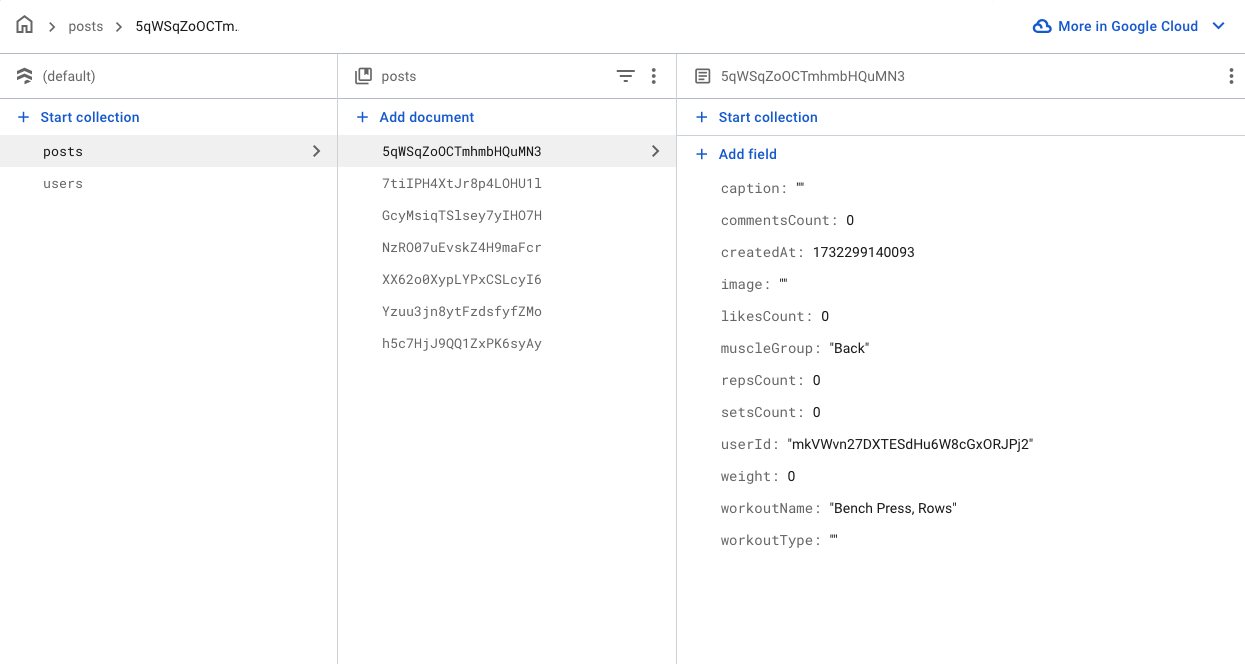 posts 5qWSqZoOCTm..
More in Google Cloud
(default)
Start collection
posts
users
posts
Add document
5qWSqZoOCTmhmbHQuMN3
7tiIPH4XtJr8p4LOHU1l
GcyMsiqTSlsey7yIHO7H
NzRO07uEvskZ4H9maFcr
XX62o0XypLYPxCSLcyI6
Yzuu3jn8ytFzdsfyfZMo
h5c7HjJ9QQ1ZxPK6syAy
5qWSqZoOCTmhmbHQuMN3
Start collection
Add field
caption: ""
commentsCount: 0
createdAt: 1732299140093
image: ""
likesCount: 0
muscleGroup: "Back"
repsCount: 0
setsCount: 0
userId: "mkVWvn27DXTESdHu6W8cGxORJPj2"
weight: 0
workoutName: "Bench Press, Rows"
workoutType: ""